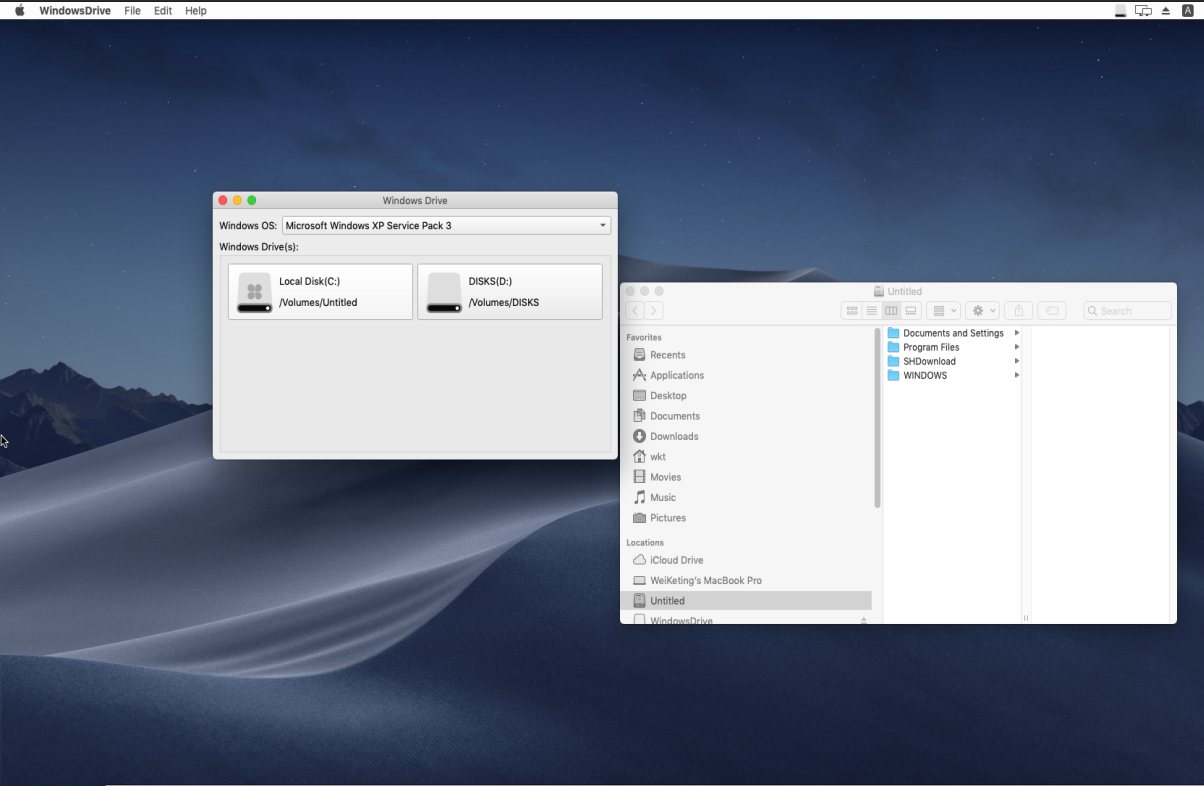 WindowsDrive File Edit Help A
Windows Drive
Windows OS: Microsoft Windows XP Service Pack 3
Windows Drive(s):
Local Disk(C:)
/Volumes/Untitled
DISKS(D:)
/Volumes/DISKS
Untitled
Search
Favorites
Recents
Applications
Desktop
Documents
Downloads
wkt
Movies
Music
Pictures
Locations
iCloud Drive
WeiKeting's MacBook Pro
Untitled
WindowsDrive
Documents and Settings
Program Files
SHDownload
WINDOWS